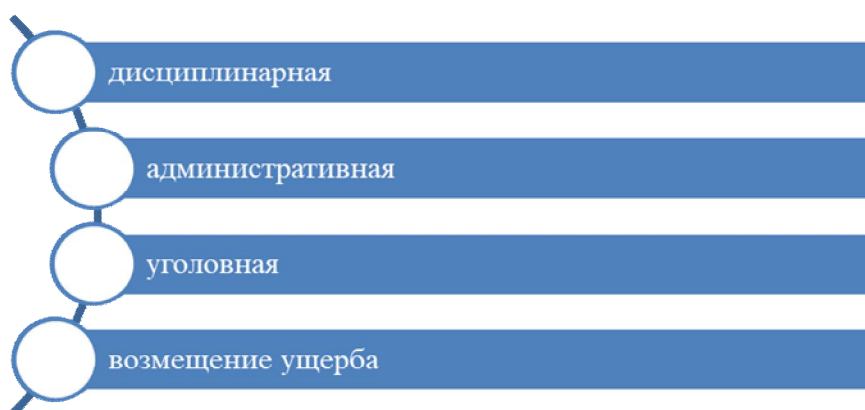 дисциплинарная
административная
уголовная
возмещение ущерба